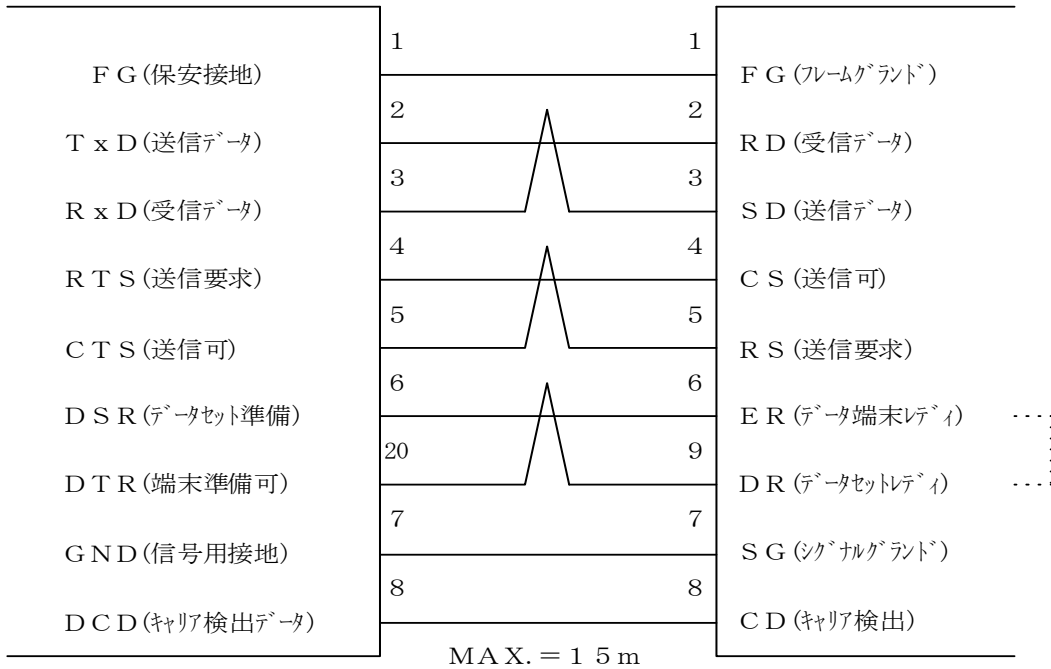 1 1
ＦＧ(保安接地) ＦＧ(ﾌﾚｰﾑｸﾞﾗﾝﾄﾞ)
2 2
ＴｘＤ(送信ﾃﾞｰﾀ) ＲＤ(受信ﾃﾞｰﾀ)
3 3
ＲｘＤ(受信ﾃﾞｰﾀ) ＳＤ(送信ﾃﾞｰﾀ)
4 4
ＲＴＳ(送信要求) ＣＳ(送信可)
5 5
ＣＴＳ(送信可) ＲＳ(送信要求)
6 6
ＤＳＲ(ﾃﾞｰﾀｾｯﾄ準備) ＥＲ(ﾃﾞｰﾀ端末ﾚﾃﾞｨ)
20 9
ＤＴＲ(端末準備可) ＤＲ(ﾃﾞｰﾀｾｯﾄﾚﾃﾞｨ)
7 7
ＧＮＤ(信号用接地) ＳＧ(ｼｸﾞﾅﾙｸﾞﾗﾝﾄﾞ)
8 8
ＤＣＤ(ｷｬﾘｱ検出ﾃﾞｰﾀ) ＣＤ(ｷｬﾘｱ検出)
ＭＡＸ.＝１５ｍ